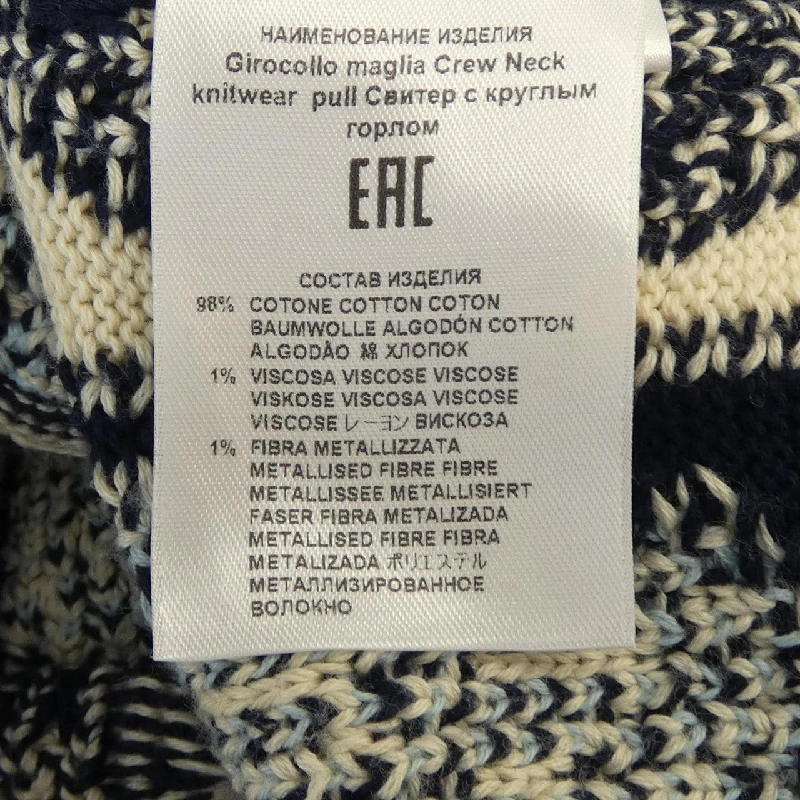 НАИМЕНОВАНИЕ ИЗДЕЛИЯ
Girocollo maglia Crew Neck
knitwear pull Свитер с круглым
горлом
EAC
СОСТАВ ИЗДЕЛИЯ
98% COTONE COTTON COTON
BAUMWOLLE ALGODÓN COTTON
ALGODÃO 綿 ХЛОПОК
1% VISCOSA VISCOSE VISCOSE
VISKOSE VISCOSA VISCOSE
VISCOSE レーヨン ВИСКОЗА
1% FIBRA METALLIZZATA
METALLISED FIBRE FIBRE
METALLISSEE METALLISIERT
FASER FIBRA METALIZADA
METALLISED FIBRE FIBRA
METALIZADA ポリエステル
МЕТАЛЛИЗИРОВАННОЕ
ВОЛОКНО